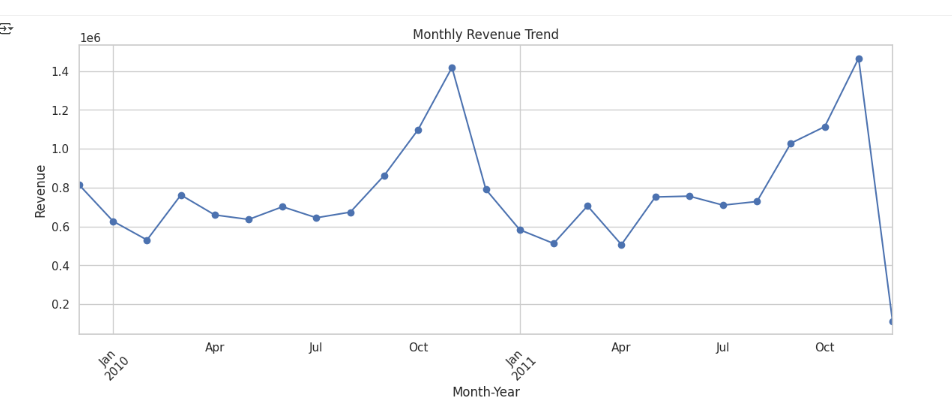 Monthly Revenue Trend
1e6
1.4
1.2
1.0
0.8
0.6
0.4
0.2
Revenue
Jan
2010
Apr
Jul
Oct
Jan
2011
Apr
Jul
Oct
Month-Year